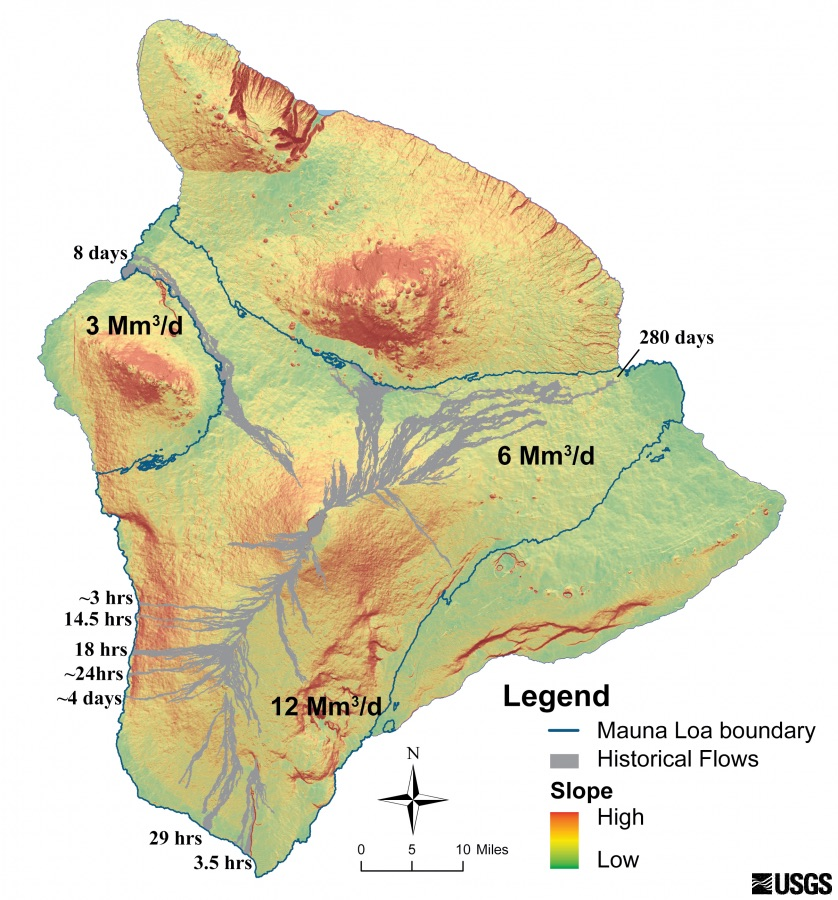 8 days
3 Mm³/d
280 days
6 Mm³/d
~3 hrs
14.5 hrs
18 hrs
~24hrs
~4 days
12 Mm³/d
Legend
Mauna Loa boundary
Historical Flows
Slope
High
Low
N
29 hrs
3.5 hrs
0 5 10 Miles
USGS